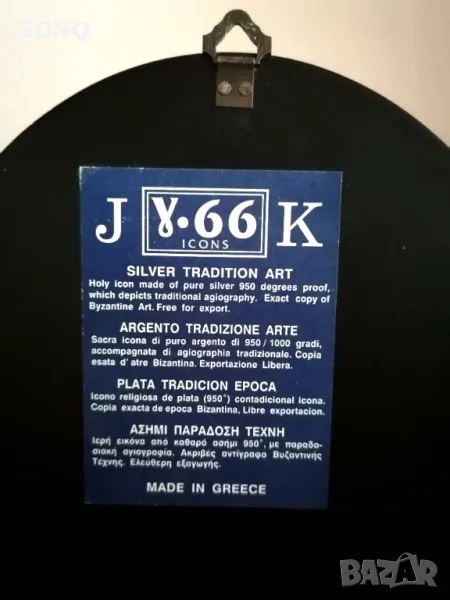 SONQ
J ɣ.66 K
ICONS
SILVER TRADITION ART
Holy icon made of pure silver 950 degrees proof,
which depicts traditional agiography. Exact copy of
Byzantine Art. Free for export.
ARGENTO TRADIZIONE ARTE
Sacra icona di puro argento di 950/1000 gradi,
accompagnata di agiographia tradizionale. Copia
esata d'atre Bizantina. Exportazione Libera.
PLATA TRADICION EPOCA
Icono religiosa de plata (950°) contadicional icona.
Copia exacta de epoca Bizantina, Libre exportacion.
ΑΣΗΜΙ ΠΑΡΑΔΟΣΗ ΤΕΧΝΗ
Ιερή εικόνα από καθαρό ασήμι 950°, με παραδο-
σιακή αγιογραφία. Ακριβές αντίγραφο Βυζαντινής
Τέχνης. Ελεύθερη εξαγωγής.
MADE IN GREECE
BAZAR